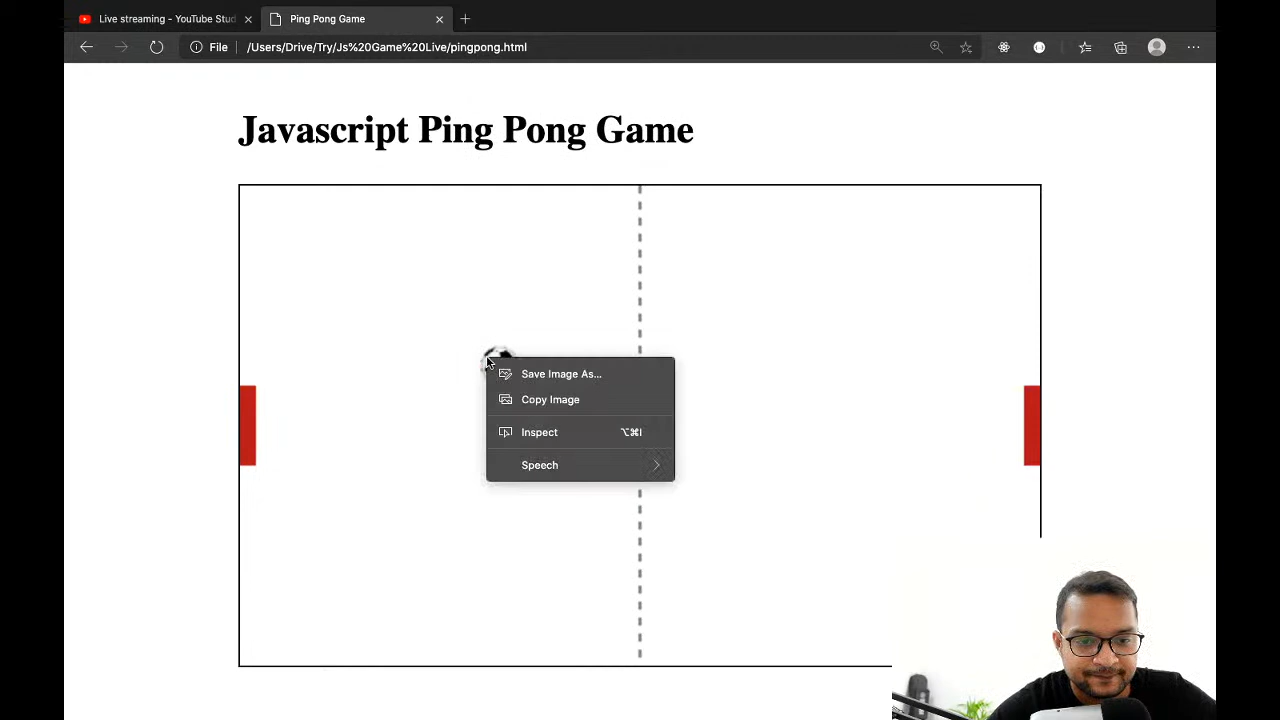 Live streaming - YouTube Stud
Ping Pong Game
File
/Users/Drive/Try/Js%20Game%20Live/pingpong.html
Javascript Ping Pong Game
Save Image As...
Copy Image
Inspect ⌥⌘I
Speech